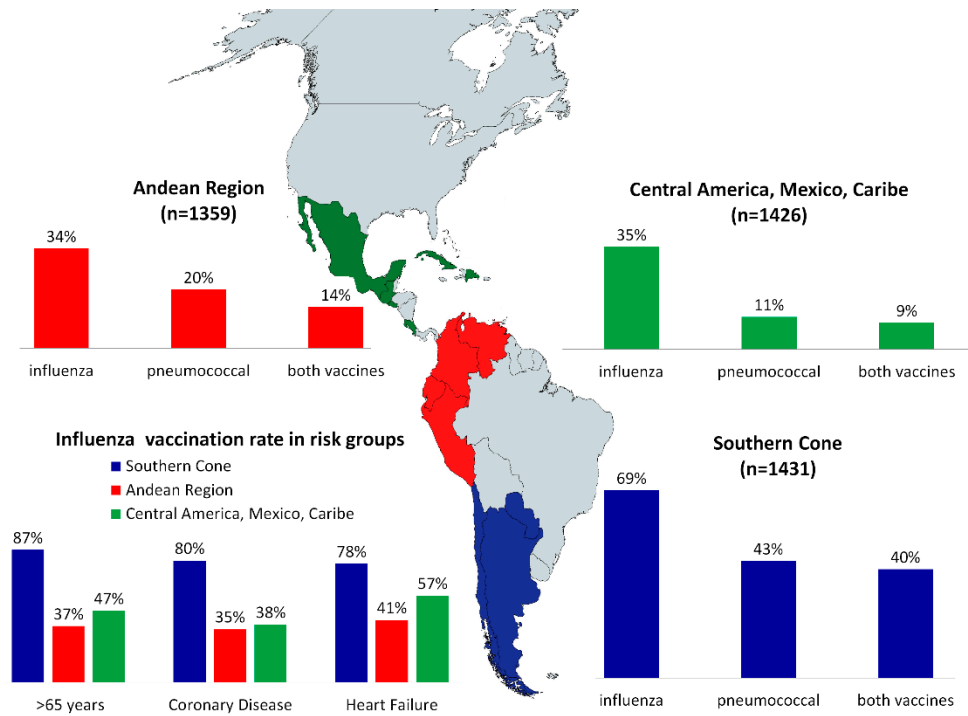 Andean Region
(n=1359)
34%
20%
14%
influenza
pneumococcal
both vaccines
Central America, Mexico, Caribe
(n=1426)
35%
11%
9%
influenza
pneumococcal
both vaccines
Influenza vaccination rate in risk groups
Southern Cone
Andean Region
Central America, Mexico, Caribe
87%
37%
47%
80%
35%
38%
78%
41%
57%
>65 years
Coronary Disease
Heart Failure
Southern Cone
(n=1431)
69%
43%
40%
influenza
pneumococcal
both vaccines